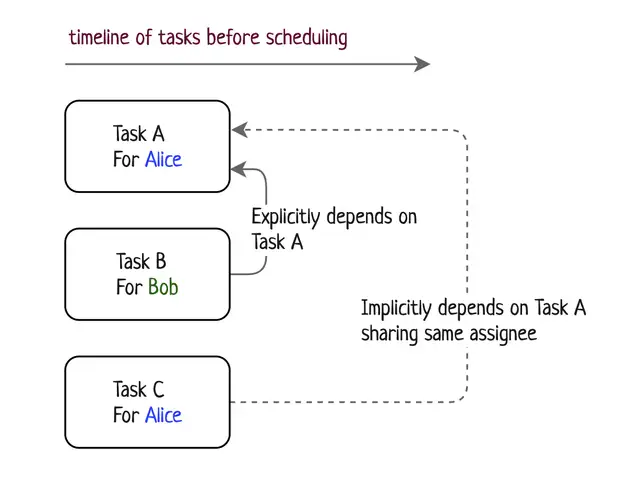 timeline of tasks before scheduling
Task A
For Alice
Explicitly depends on
Task A
Task B
For Bob
Implicitly depends on Task A
sharing same assignee
Task C
For Alice